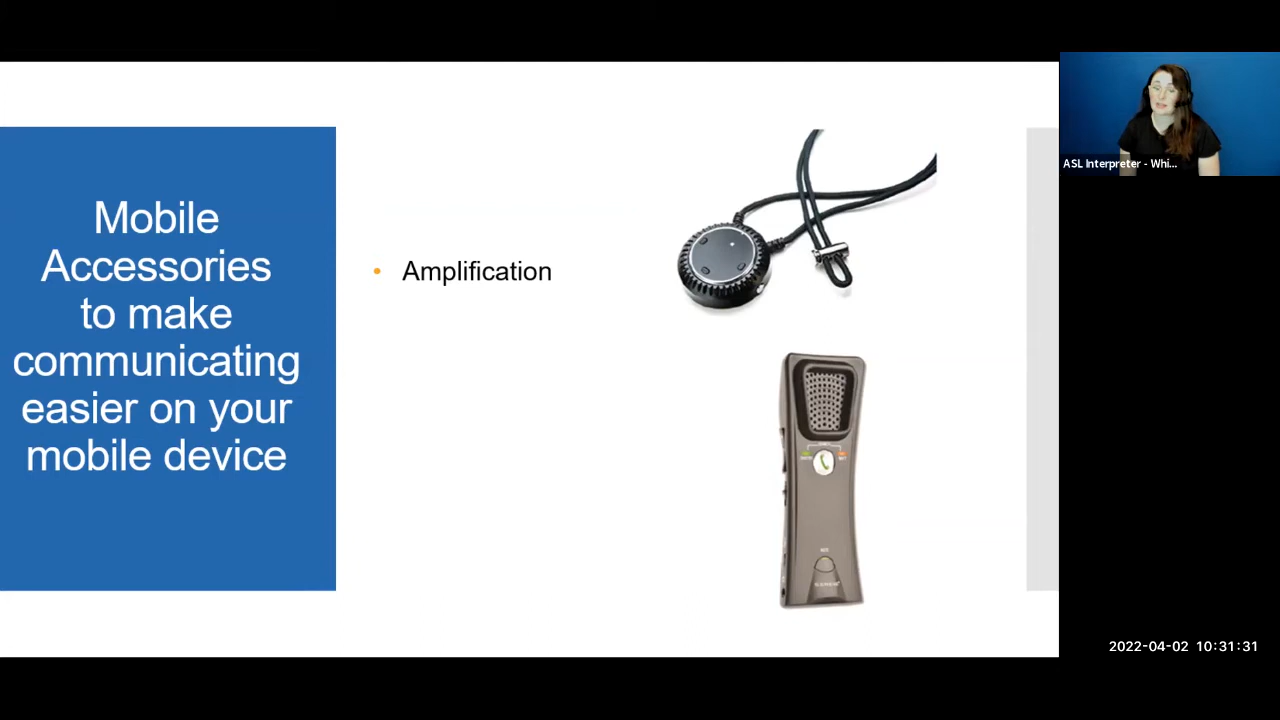 Mobile
Accessories
to make
communicating
easier on your
mobile device
• Amplification
ASL Interpreter - Whi...
2022-04-02 10:31:31